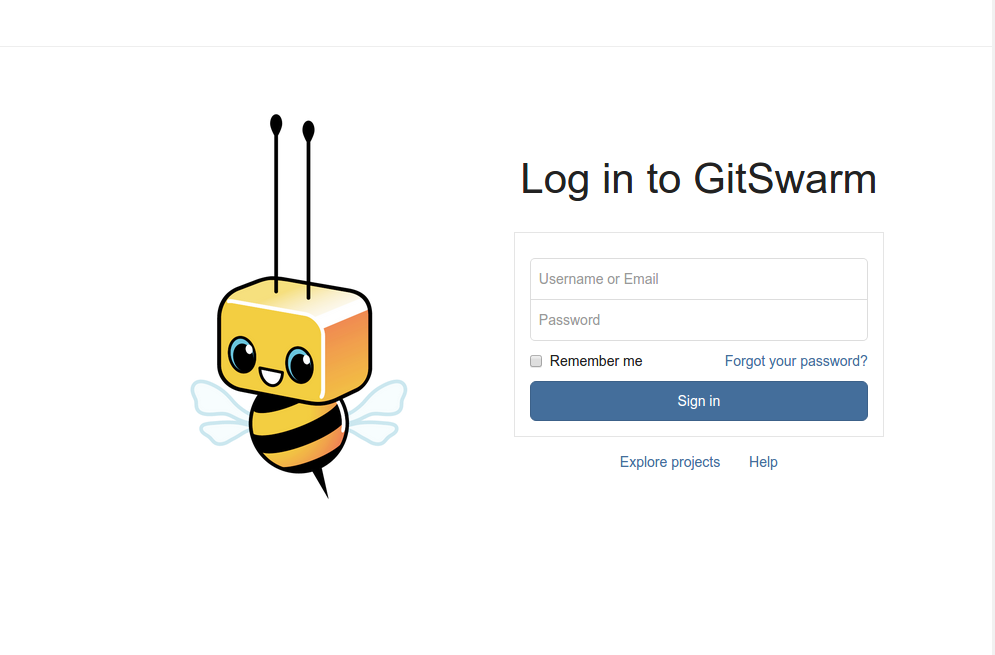 Log in to GitSwarm
Username or Email
Password
Remember me Forgot your password?
Sign in
Explore projects Help